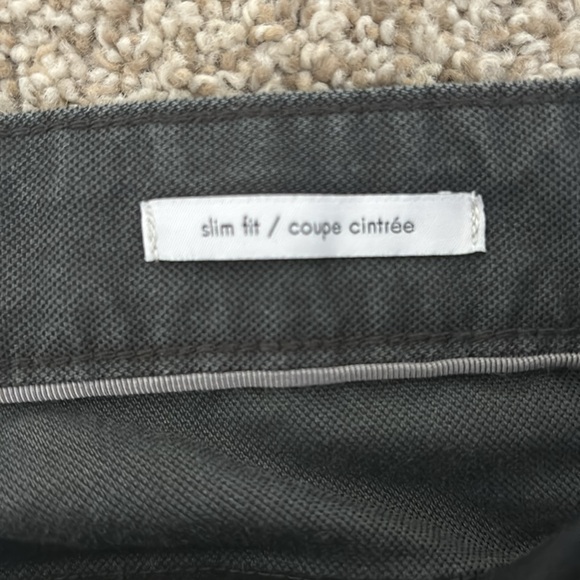 slim fit / coupe cintrée